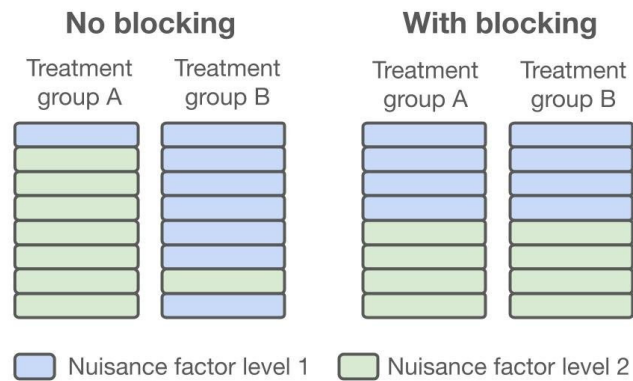 No blocking
With blocking
Treatment
group A
Treatment
group B
Treatment
group A
Treatment
group B
Nuisance factor level 1
Nuisance factor level 2